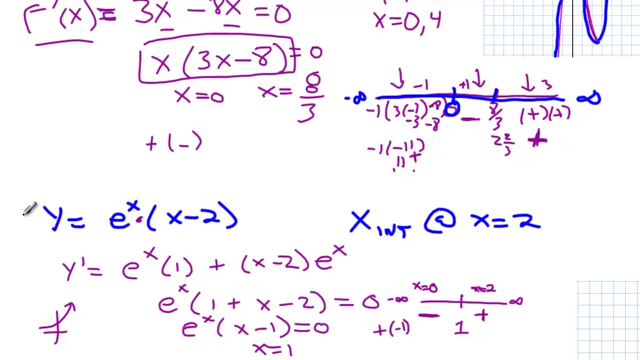 F'(x) = 3x - 8x = 0
x = 0, 4
x(3x-8) = 0
x = 0 x = 8/3
-∞ ↓ -1 +1 ↓ ↓ 3 ∞
-1(3(-1)-8) 0 - 8/3 (+)(+)
-3-8 2 2/3 +
+(-)
-1(-11)
11 +
Y = e^x · (x-2) X INT @ x=2
y' = e^x (1) + (x-2) e^x
e^x (1 + x - 2) = 0 -∞ x=0 x=2 ∞
e^x (x-1) = 0 +(-1) - 1 +
x = 1